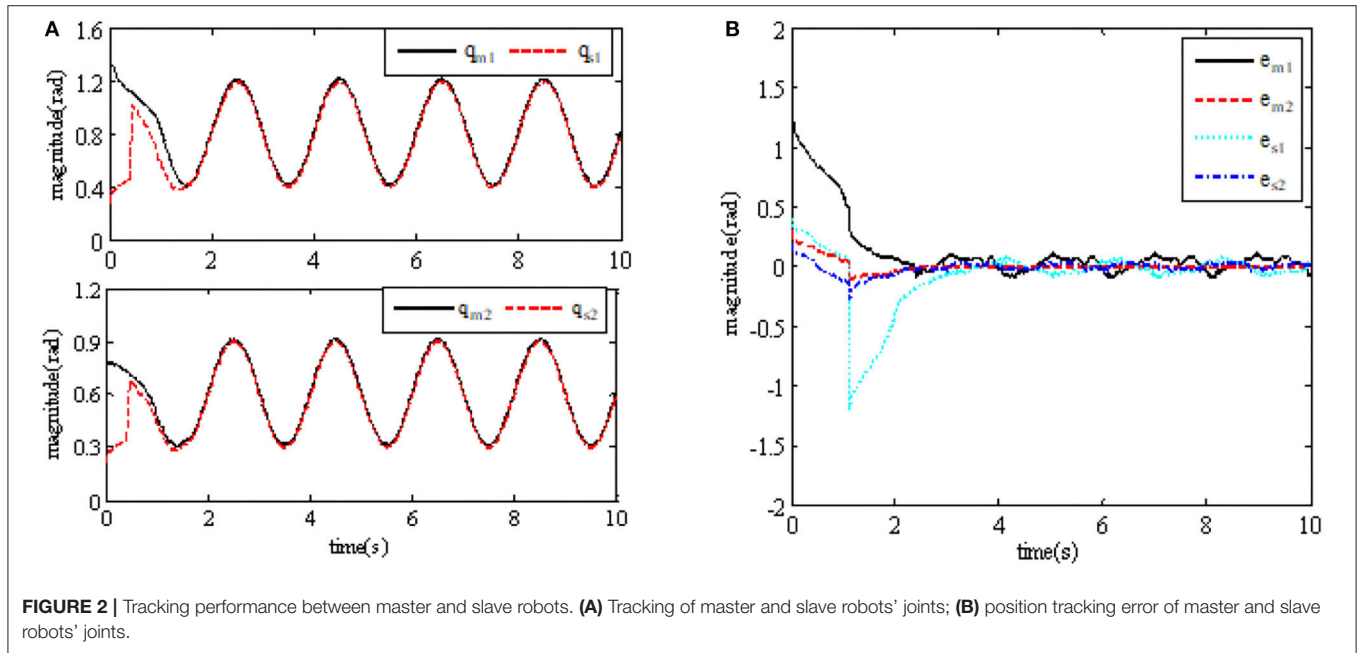 A
1.6
1.2
0.8
0.4
0
magnitude(rad)
q_m1 q_s1
0 2 4 6 8 10
1.2
0.9
0.6
0.3
0
magnitude(rad)
q_m2 q_s2
0 2 4 6 8 10
time(s)
B
2
1.5
1
0.5
0
-0.5
-1
-1.5
-2
magnitude(rad)
e_m1
e_m2
e_s1
e_s2
0 2 4 6 8 10
time(s)
FIGURE 2 | Tracking performance between master and slave robots. (A) Tracking of master and slave robots' joints; (B) position tracking error of master and slave
robots' joints.